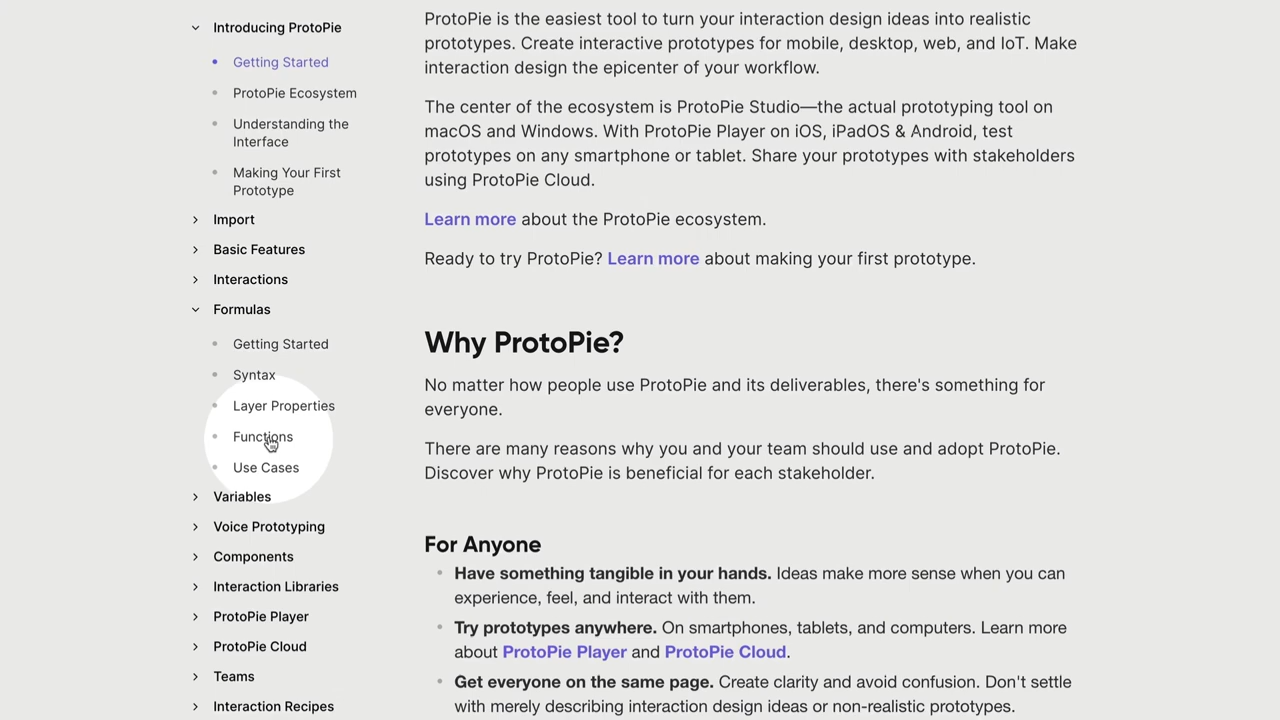 Introducing ProtoPie
Getting Started
ProtoPie Ecosystem
Understanding the
Interface
Making Your First
Prototype
Import
Basic Features
Interactions
Formulas
Getting Started
Syntax
Layer Properties
Functions
Use Cases
Variables
Voice Prototyping
Components
Interaction Libraries
ProtoPie Player
ProtoPie Cloud
Teams
Interaction Recipes
ProtoPie is the easiest tool to turn your interaction design ideas into realistic
prototypes. Create interactive prototypes for mobile, desktop, web, and IoT. Make
interaction design the epicenter of your workflow.
The center of the ecosystem is ProtoPie Studio—the actual prototyping tool on
macOS and Windows. With ProtoPie Player on iOS, iPadOS & Android, test
prototypes on any smartphone or tablet. Share your prototypes with stakeholders
using ProtoPie Cloud.
Learn more about the ProtoPie ecosystem.
Ready to try ProtoPie? Learn more about making your first prototype.
Why ProtoPie?
No matter how people use ProtoPie and its deliverables, there's something for
everyone.
There are many reasons why you and your team should use and adopt ProtoPie.
Discover why ProtoPie is beneficial for each stakeholder.
For Anyone
Have something tangible in your hands. Ideas make more sense when you can
experience, feel, and interact with them.
Try prototypes anywhere. On smartphones, tablets, and computers. Learn more
about ProtoPie Player and ProtoPie Cloud.
Get everyone on the same page. Create clarity and avoid confusion. Don't settle
with merely describing interaction design ideas or non-realistic prototypes.